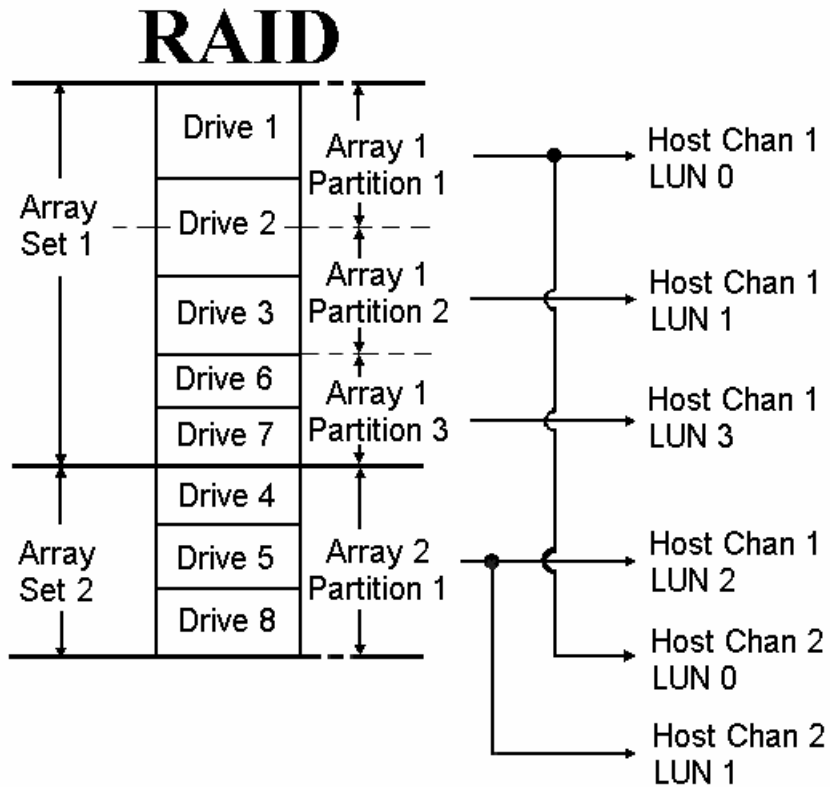 RAID
Array
Set 1
Drive 1
Drive 2
Drive 3
Drive 6
Drive 7
Array 1
Partition 1
Array 1
Partition 2
Array 1
Partition 3
Array
Set 2
Drive 4
Drive 5
Drive 8
Array 2
Partition 1
Host Chan 1
LUN 0
Host Chan 1
LUN 1
Host Chan 1
LUN 3
Host Chan 1
LUN 2
Host Chan 2
LUN 0
Host Chan 2
LUN 1